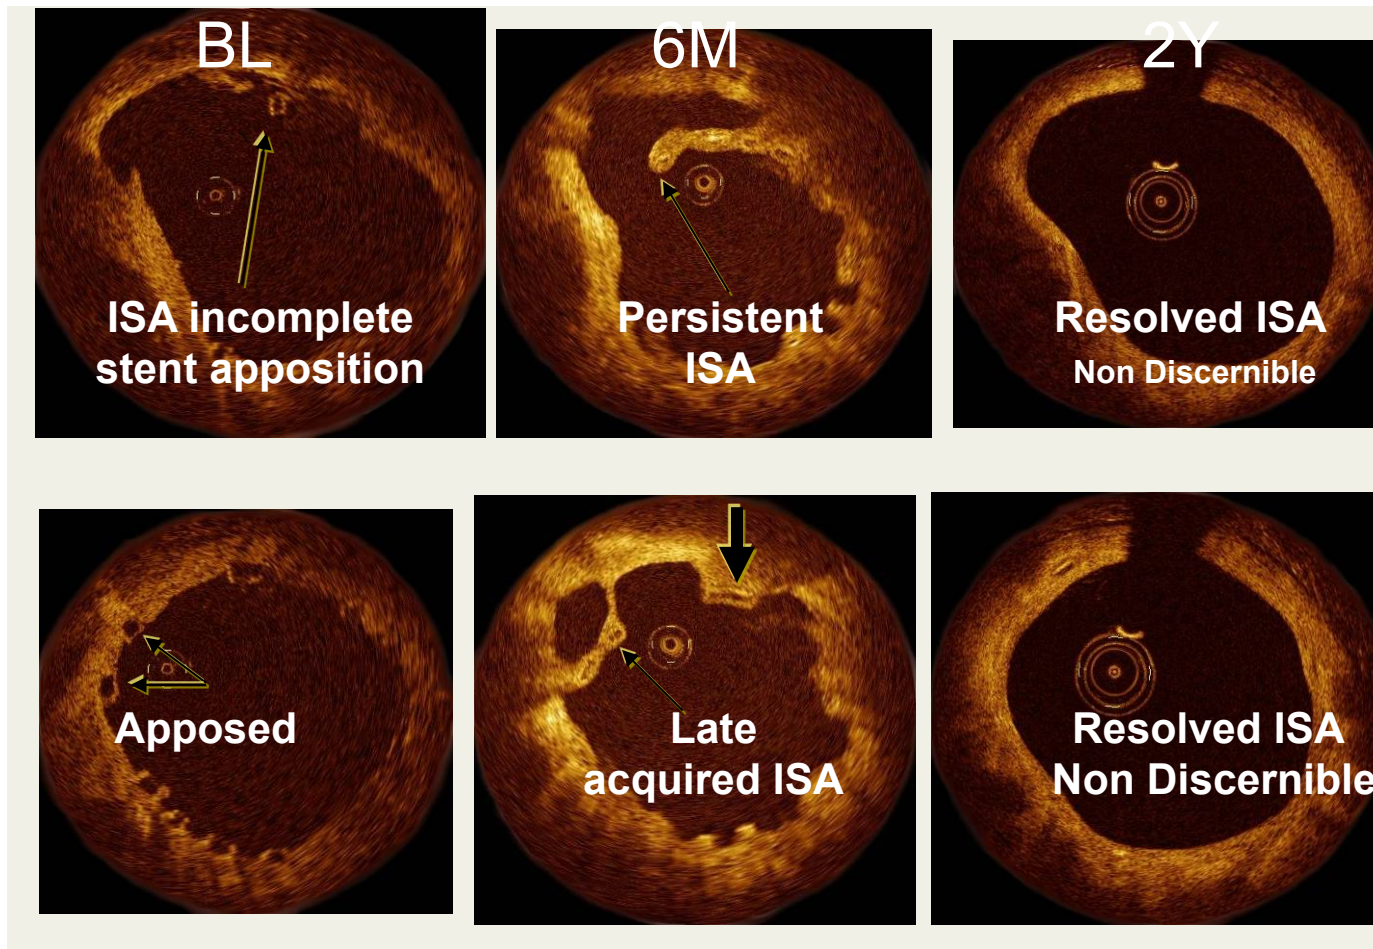 BL
6M
2Y
ISA incomplete
stent apposition
Persistent
ISA
Resolved ISA
Non Discernible
Apposed
Late
acquired ISA
Resolved ISA
Non Discernible